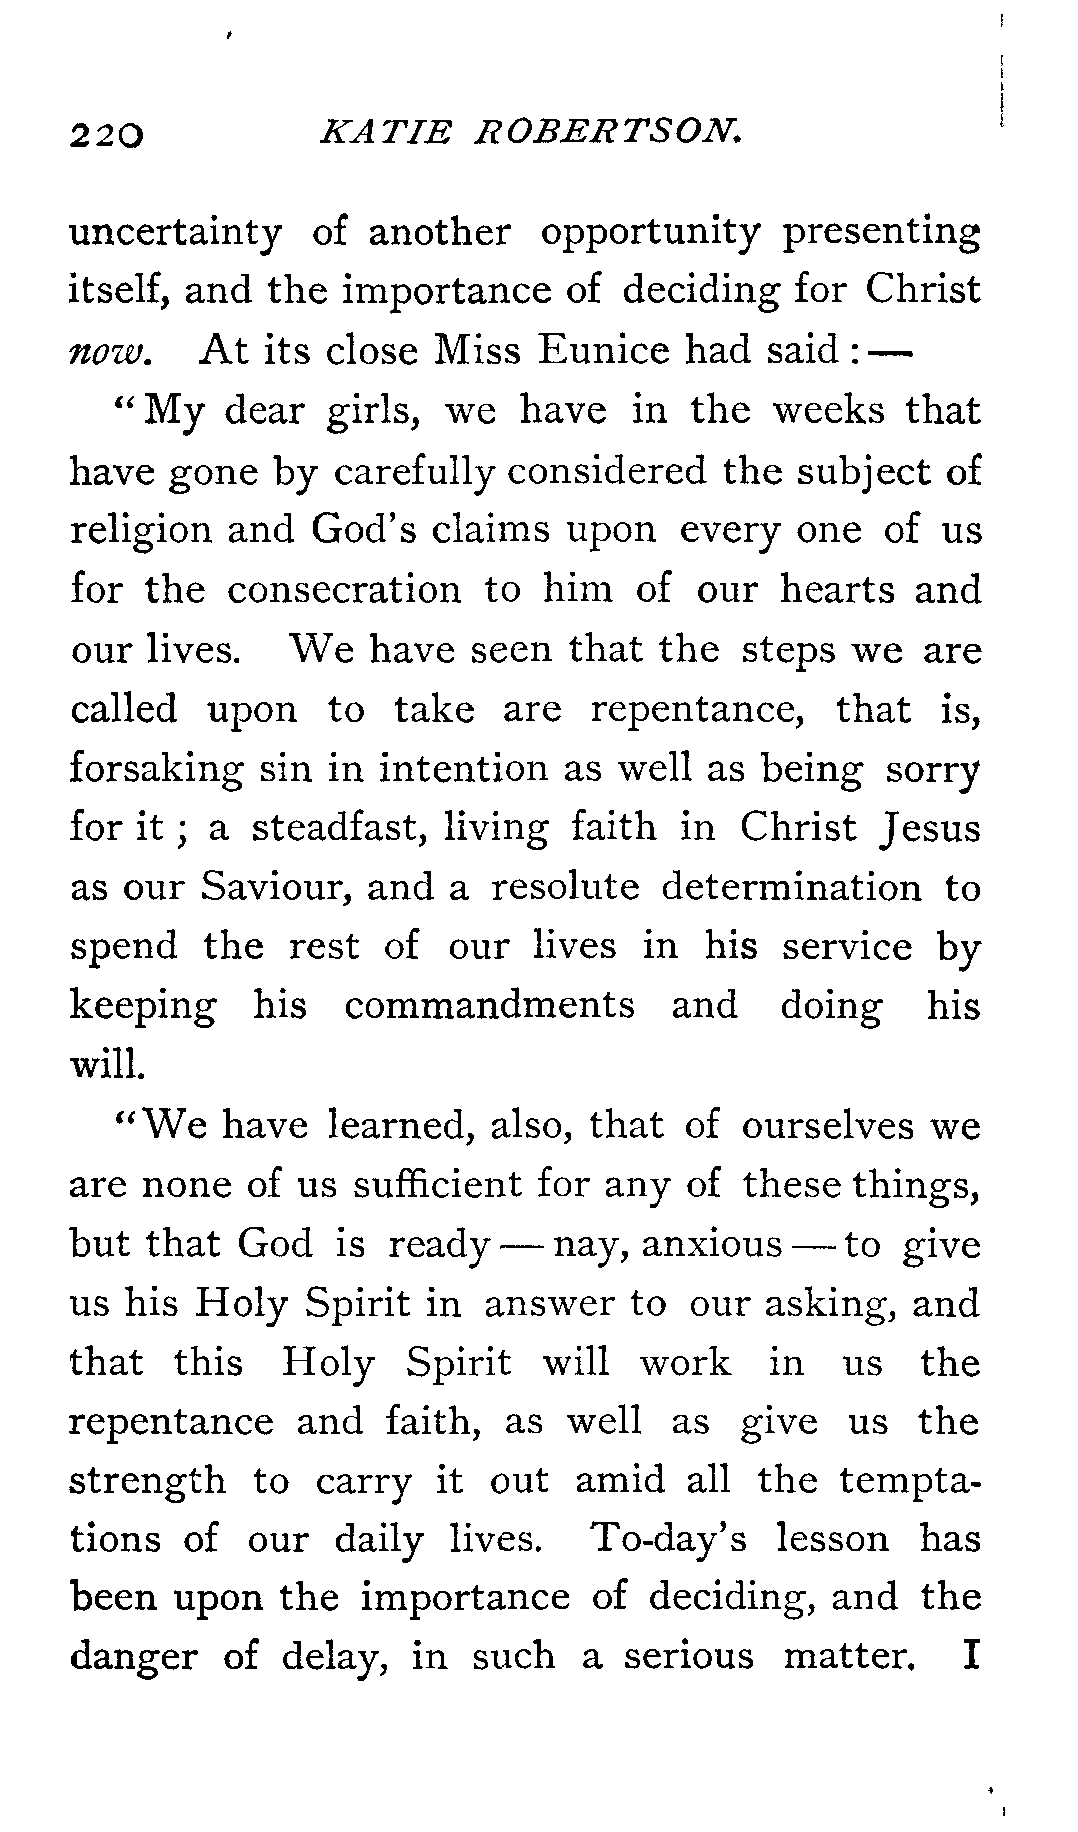 220 KATIE ROBERTSON.
uncertainty of another opportunity presenting
itself, and the importance of deciding for Christ
now. At its close Miss Eunice had said :—
“My dear girls, we have in the weeks that
have gone by carefully considered the subject of
religion and God’s claims upon every one of us
for the consecration to him of our hearts and
our lives. We have seen that the steps we are
called upon to take are repentance, that is,
forsaking sin in intention as well as being sorry
for it ; a steadfast, living faith in Christ Jesus
as our Saviour, and a resolute determination to
spend the rest of our lives in his service by
keeping his commandments and doing his
will.
“We have learned, also, that of ourselves we
are none of us sufficient for any of these things,
but that God is ready — nay, anxious — to give
us his Holy Spirit in answer to our asking, and
that this Holy Spirit will work in us the
repentance and faith, as well as give us the
strength to carry it out amid all the tempta-
tions of our daily lives. To-day’s lesson has
been upon the importance of deciding, and the
danger of delay, in such a serious matter. I